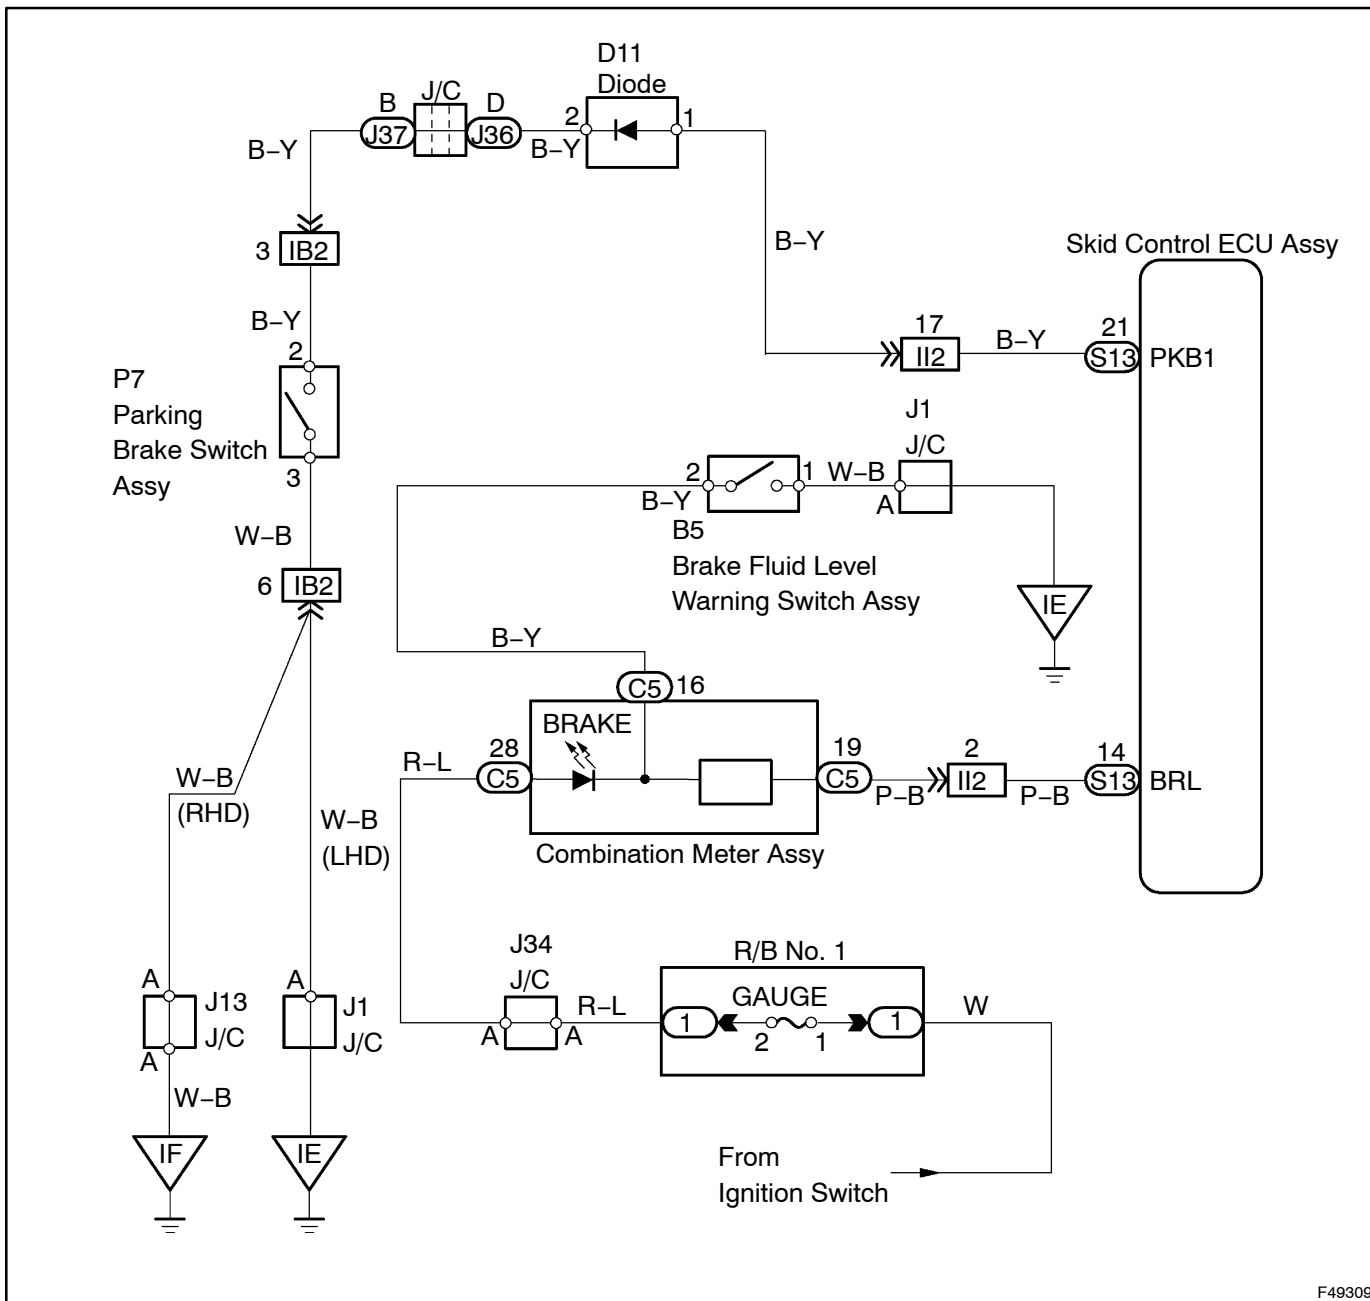 D11
Diode
B
J/C
D
J37
J36
2
1
B–Y
B–Y
B–Y
Skid Control ECU Assy
3
IB2
17
II2
B–Y
21
S13
PKB1
B–Y
2
P7
Parking
Brake Switch
Assy
3
J1
J/C
2
1
W–B
A
B–Y
B5
Brake Fluid Level
Warning Switch Assy
IE
W–B
6
IB2
B–Y
C5
16
BRAKE
R–L
28
C5
19
C5
P–B
2
II2
P–B
14
S13
BRL
Combination Meter Assy
W–B
(RHD)
W–B
(LHD)
J34
J/C
A
A
R–L
R/B No. 1
GAUGE
1
2
1
1
W
A
J13
J/C
A
A
J1
J/C
W–B
IF
IE
From
Ignition Switch
F49309